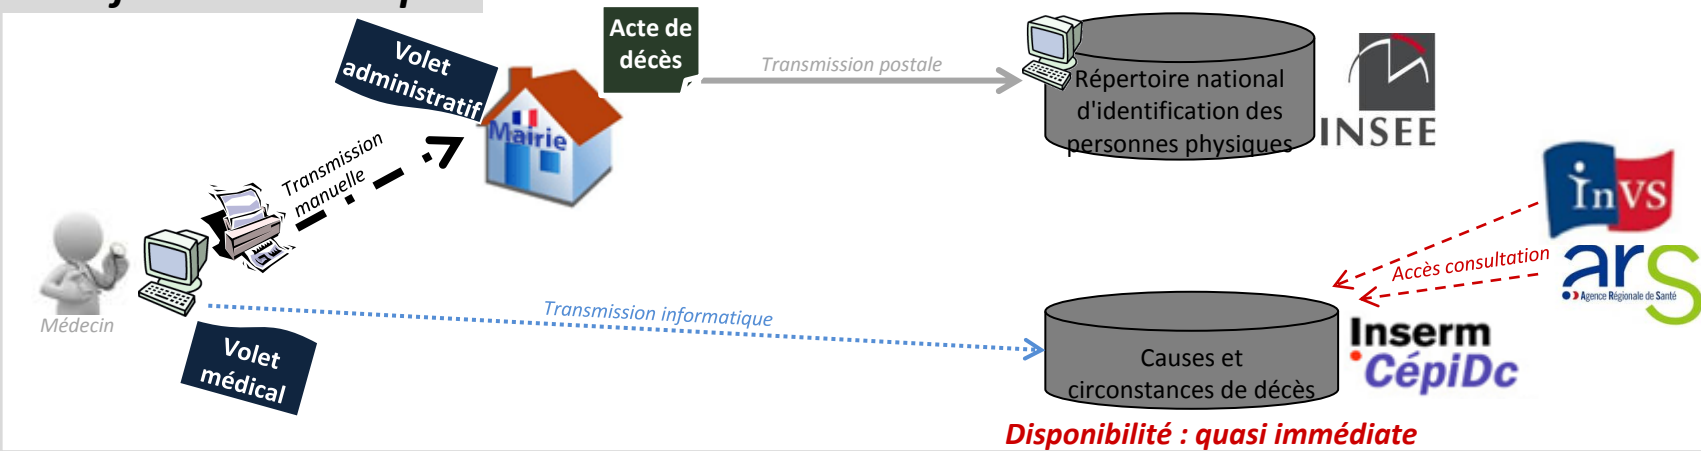 Volet
administratif
Acte de
décès
Transmission postale
Répertoire national
d'identification des
personnes physiques
INSEE
Mairie
Transmission
manuelle
Médecin
Volet
médical
Transmission informatique
Causes et
circonstances de décès
Inserm
CépiDc
inVS
Accès consultation
ars
Agence Régionale de Santé
Disponibilité : quasi immédiate